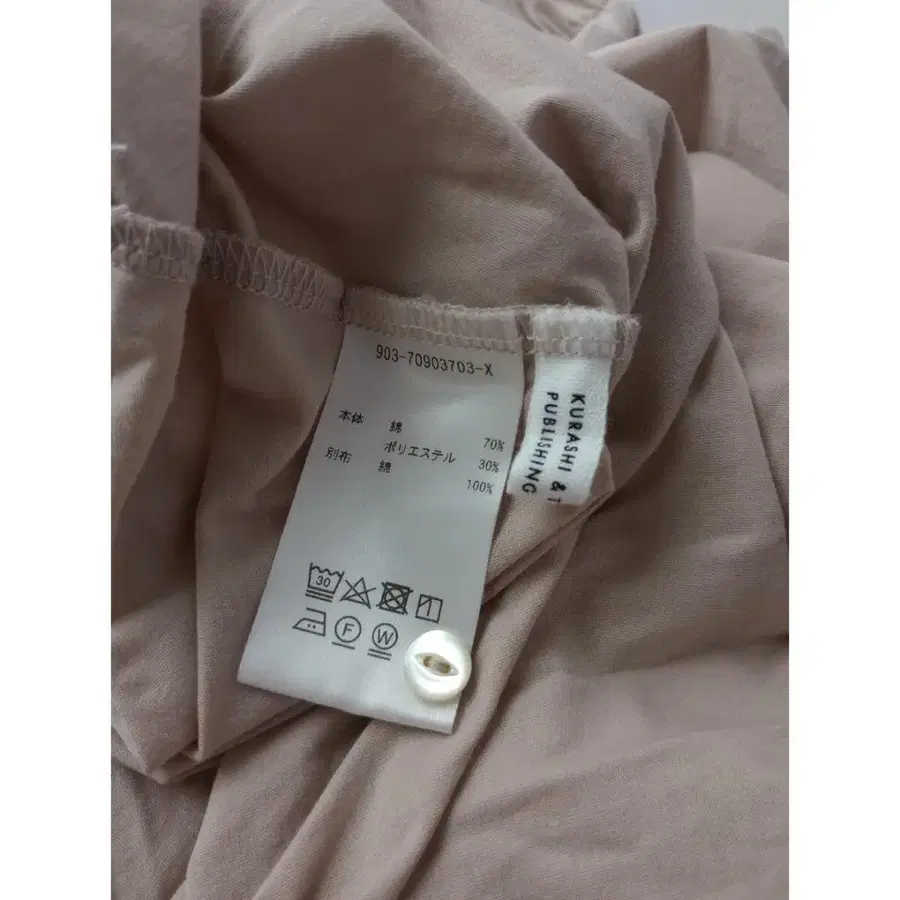 903-70903703-X
本体 綿 70%
ポリエステル 30%
別布 綿 100%
30
F W
KURASHI & T
PUBLISHING